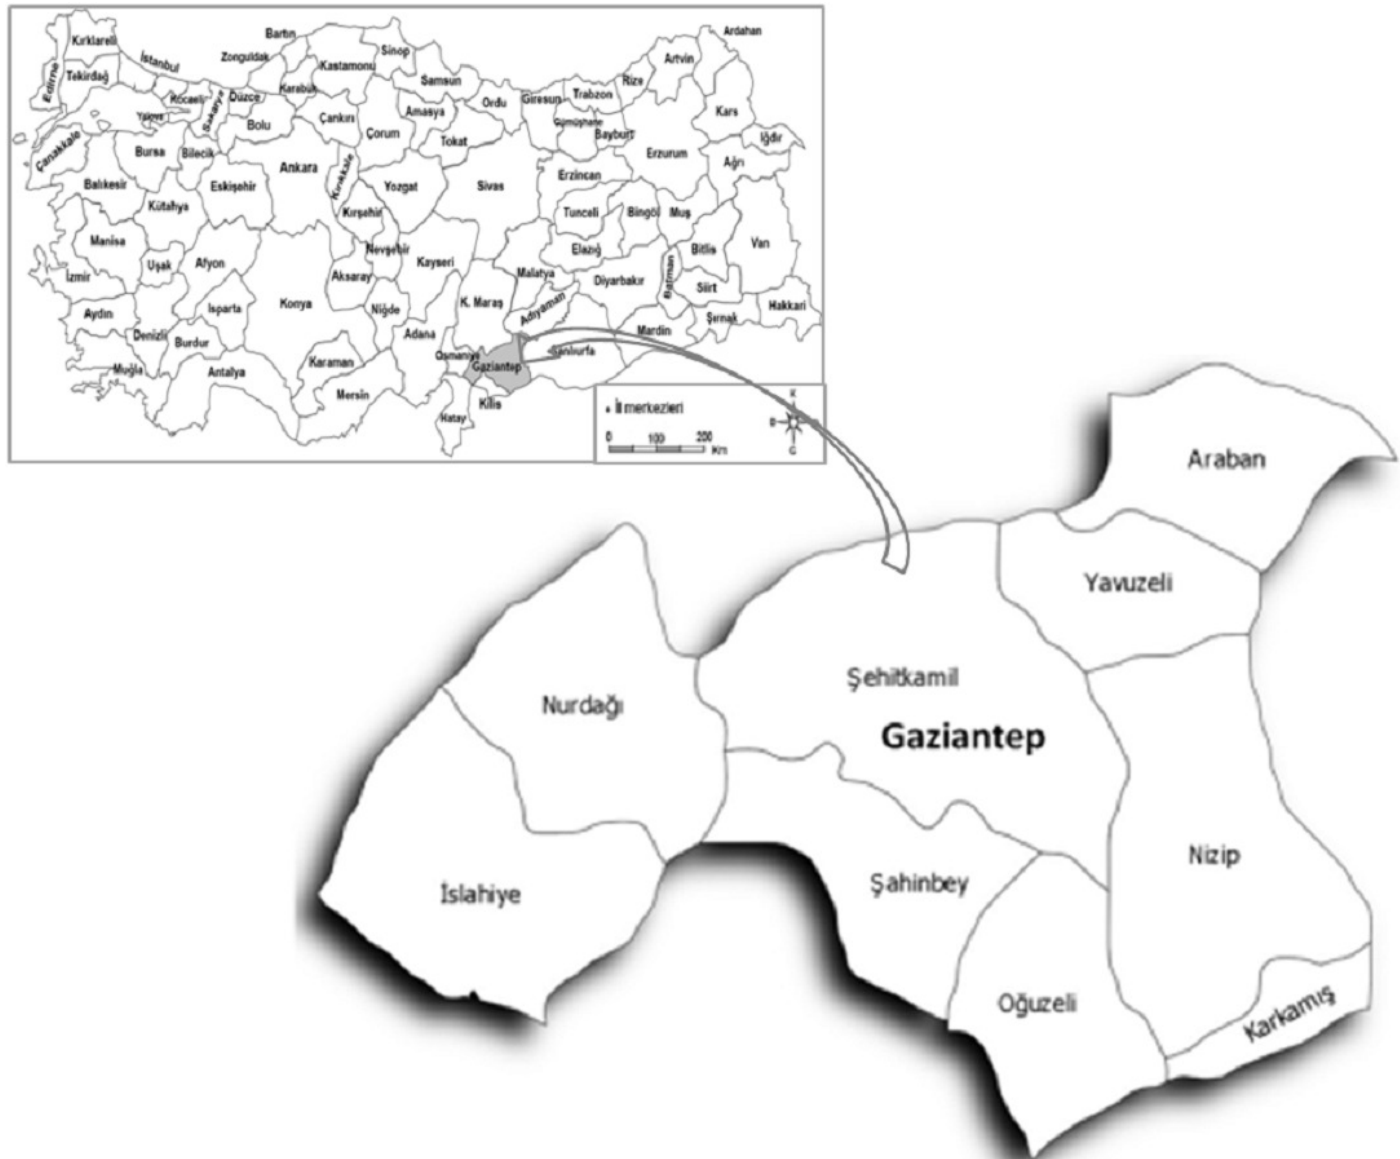 Kırklareli
Edirne
Tekirdağ
İstanbul
Kocaeli
Yalova
Sakarya
Düzce
Zonguldak
Bartın
Karabük
Kastamonu
Sinop
Samsun
Ordu
Giresun
Trabzon
Rize
Artvin
Ardahan
Kars
Iğdır
Çanakkale
Bursa
Bilecik
Bolu
Çankırı
Çorum
Amasya
Tokat
Gümüşhane
Bayburt
Erzurum
Ağrı
Balıkesir
Kütahya
Eskişehir
Ankara
Kırıkkale
Yozgat
Sivas
Erzincan
Kırşehir
Tunceli
Bingöl
Muş
Manisa
Uşak
Afyon
Nevşehir
Kayseri
Elazığ
Bitlis
Van
İzmir
Aksaray
Malatya
Diyarbakır
Batman
Siirt
Aydın
Denizli
Isparta
Konya
Niğde
K. Maraş
Adıyaman
Şırnak
Hakkari
Burdur
Adana
Mardin
Muğla
Antalya
Karaman
Osmaniye
Gaziantep
Şanlıurfa
Mersin
Hatay
Kilis
İl merkezleri
0 100 200
Km
K
D
G
Araban
Yavuzeli
Şehitkamil
Nurdağı
Gaziantep
Nizip
Şahinbey
İslahiye
Oğuzeli
Karkamış